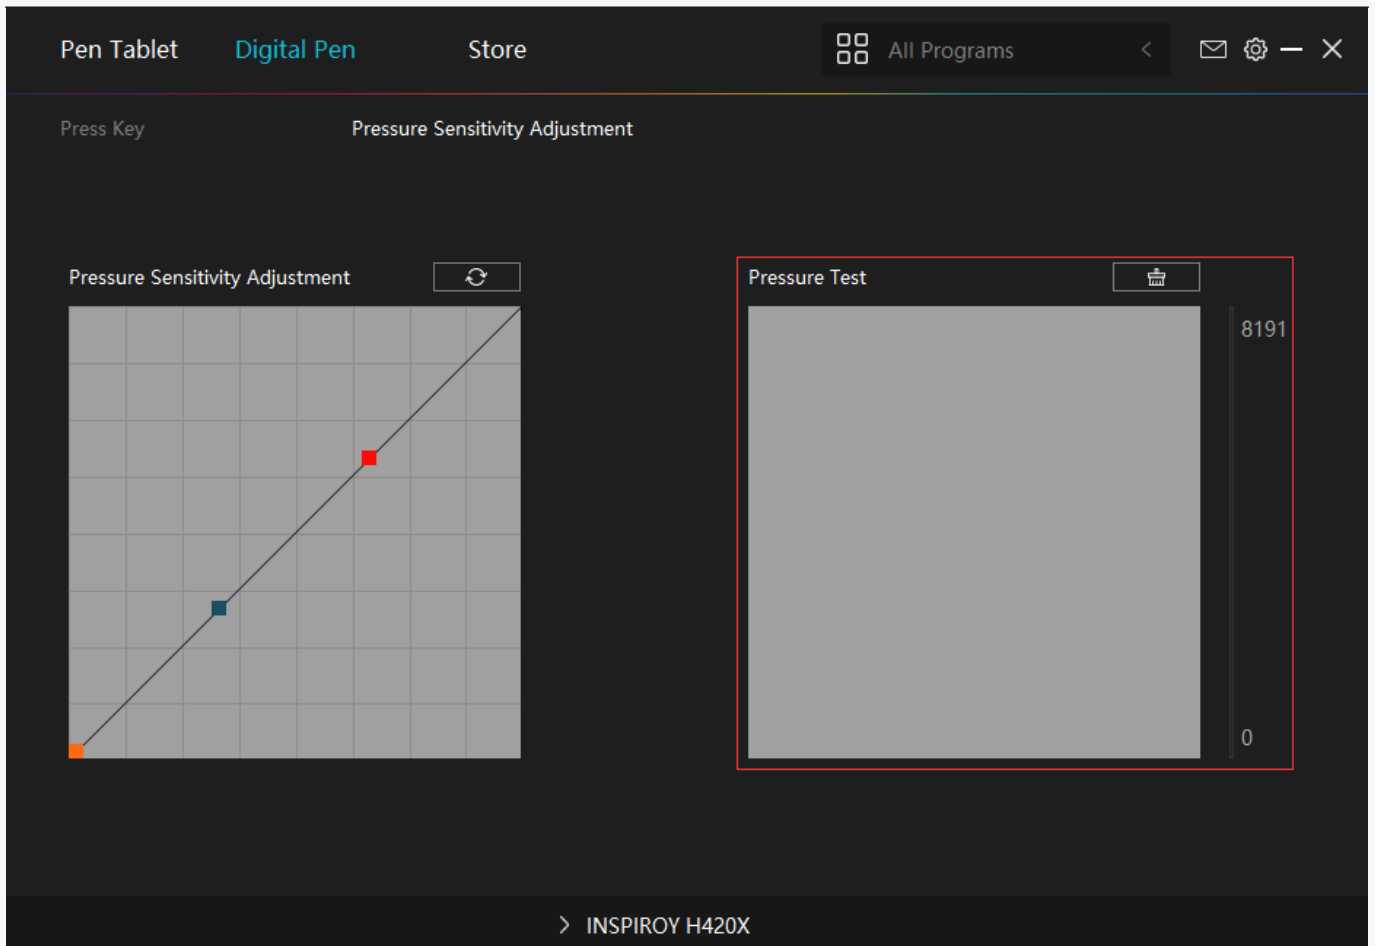 Pen Tablet Digital Pen Store All Programs
Press Key Pressure Sensitivity Adjustment
Pressure Sensitivity Adjustment
Pressure Test
8191
0
INSPIROY H420X